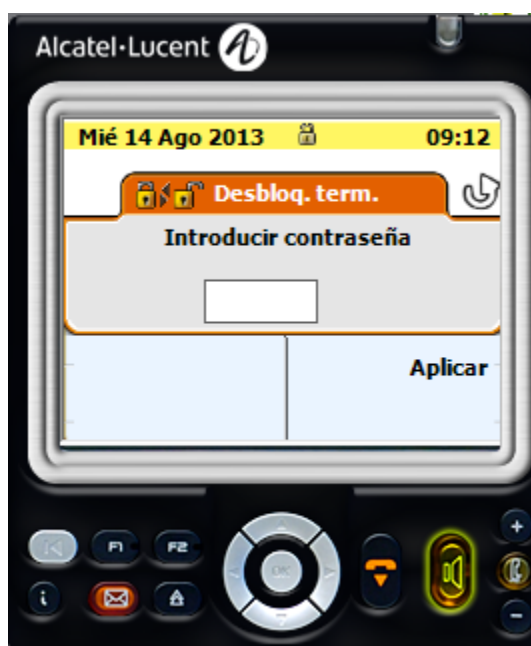 Alcatel·Lucent
Mié 14 Ago 2013 09:12
Desbloq. term.
Introducir contraseña
Aplicar
F1 F2
OK
i
+
-